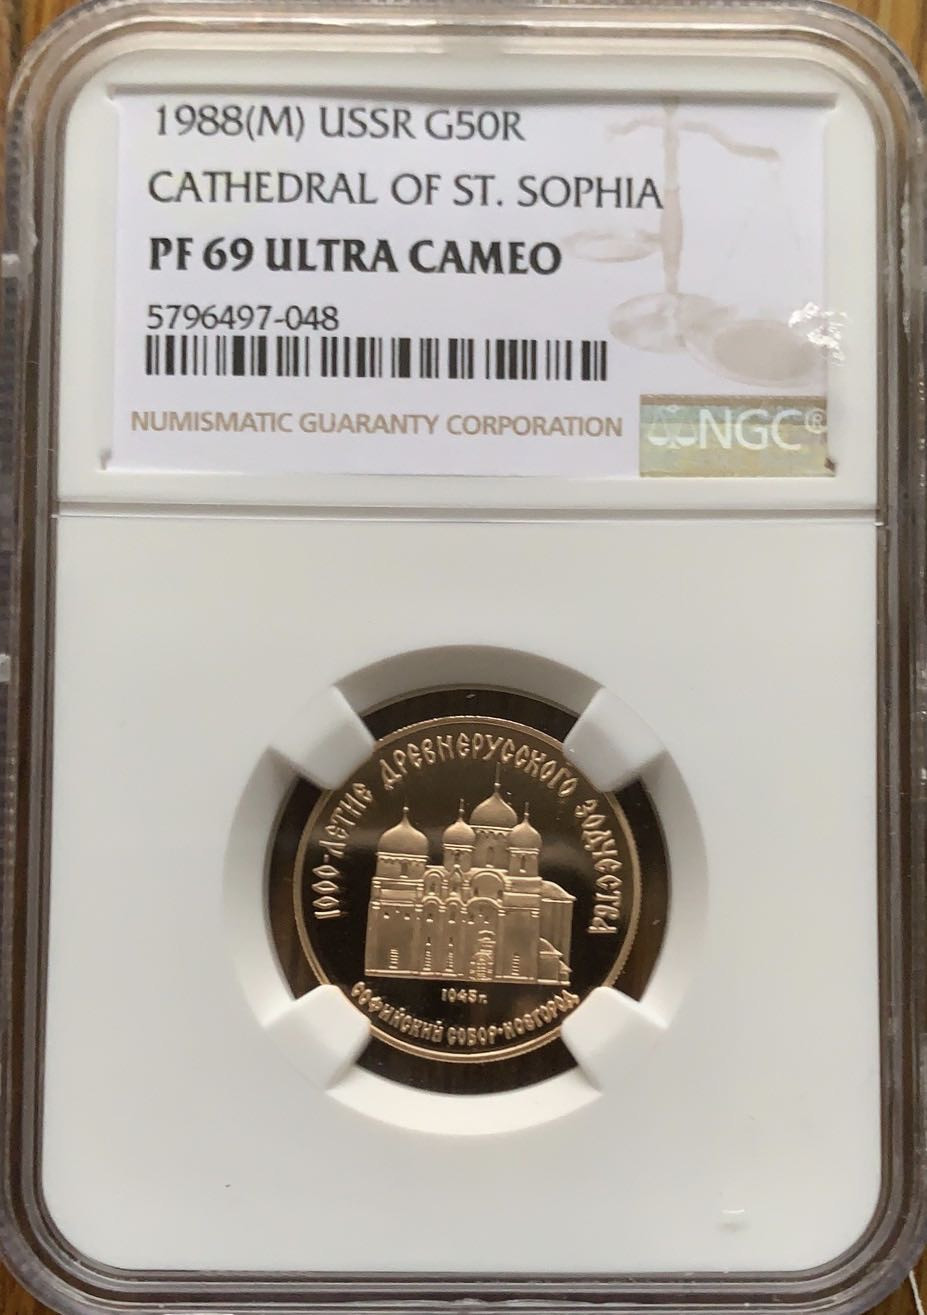 1988(M) USSR G50R
CATHEDRAL OF ST. SOPHIA
PF 69 ULTRA CAMEO
5796497-048
NUMISMATIC GUARANTY CORPORATION
NGC®
1000-ЛЕТИЕ ДРЕВНЕРУССКОГО ЗОДЧЕСТВА
1045г.
СОФИЙСКИЙ СОБОР·НОВГОРОД